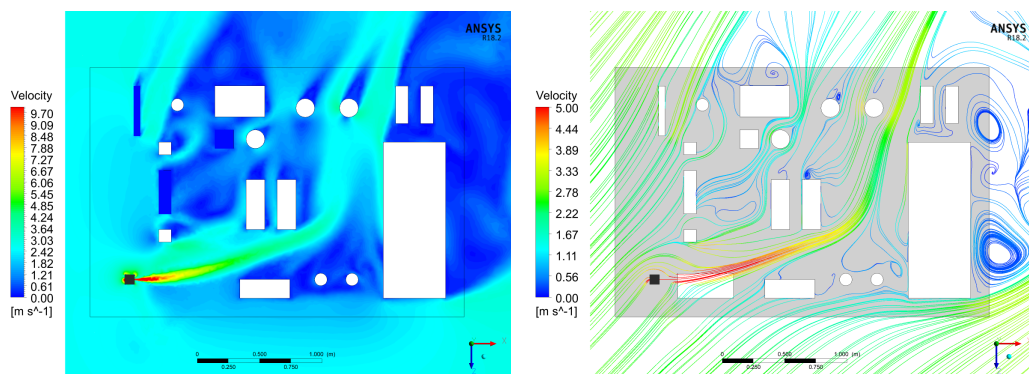 ANSYS
R18.2
Velocity
9.70
9.48
8.88
8.27
7.67
6.06
5.45
4.85
4.24
3.64
3.03
2.42
1.82
1.21
0.61
0.00
[m s^-1]
0 0.500 1.000 (m)
0.250 0.750
X
Z
ANSYS
R18.2
Velocity
5.00
4.44
3.89
3.33
2.78
2.22
1.67
1.11
0.56
0.00
[m s^-1]
0 0.500 1.000 (m)
0.250 0.750
Z